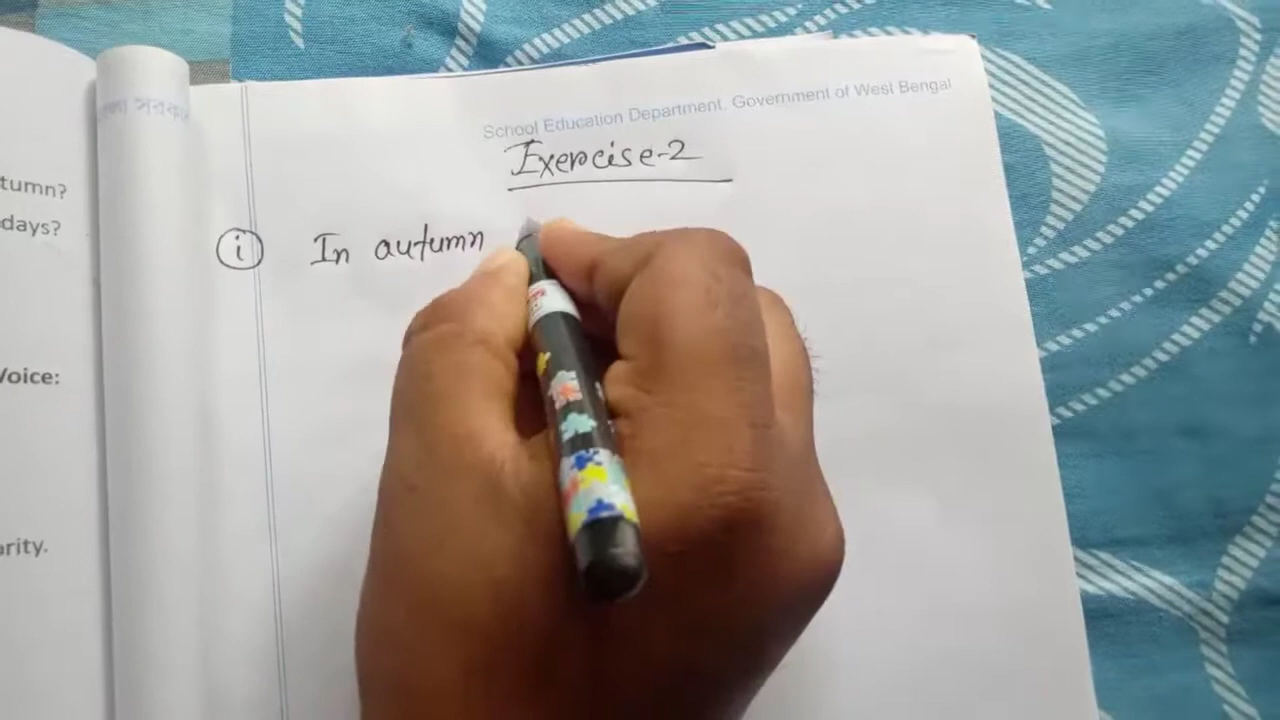 School Education Department. Government of West Bengal
Exercise-2
i In autumn
tumn?
days?
Voice:
arity.